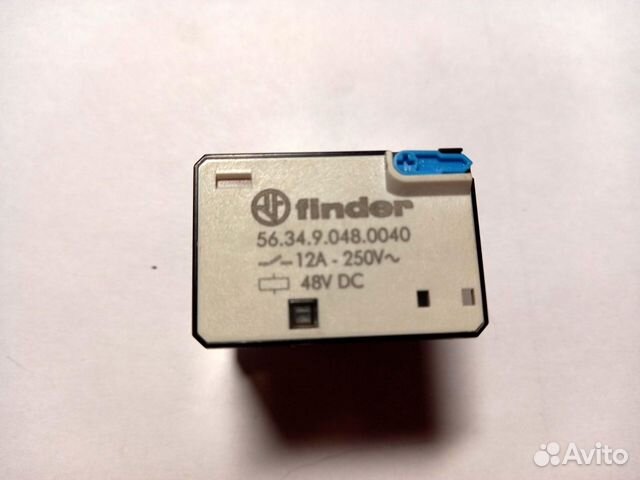 finder
56.34.9.048.0040
12A - 250V~
48V DC
Avito